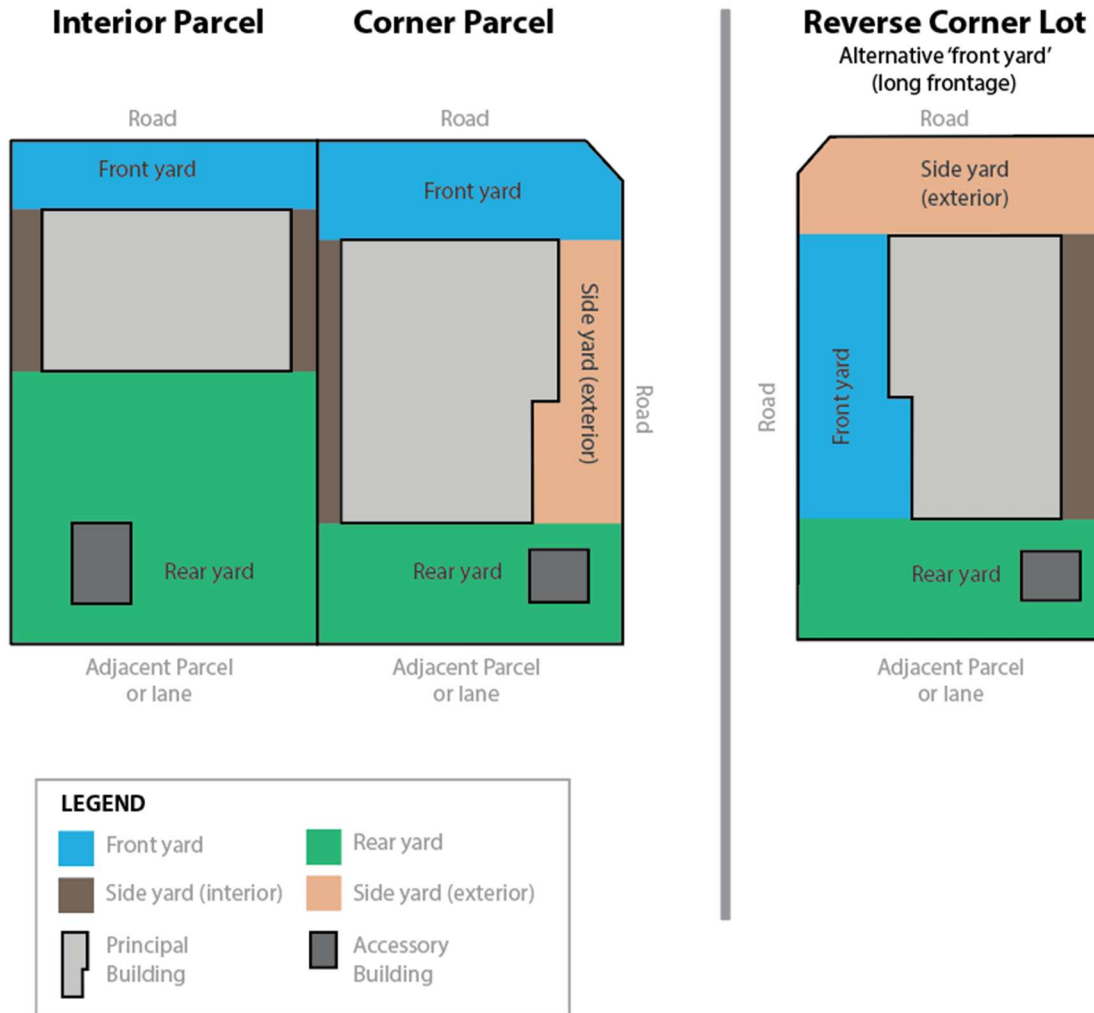 Interior Parcel
Corner Parcel
Reverse Corner Lot
Alternative ‘front yard’
(long frontage)
Road
Road
Road
Front yard
Front yard
Side yard
(exterior)
Side yard (exterior)
Road
Road
Front yard
Rear yard
Rear yard
Rear yard
Adjacent Parcel
or lane
Adjacent Parcel
or lane
Adjacent Parcel
or lane
LEGEND
Front yard
Rear yard
Side yard (interior)
Side yard (exterior)
Principal
Building
Accessory
Building